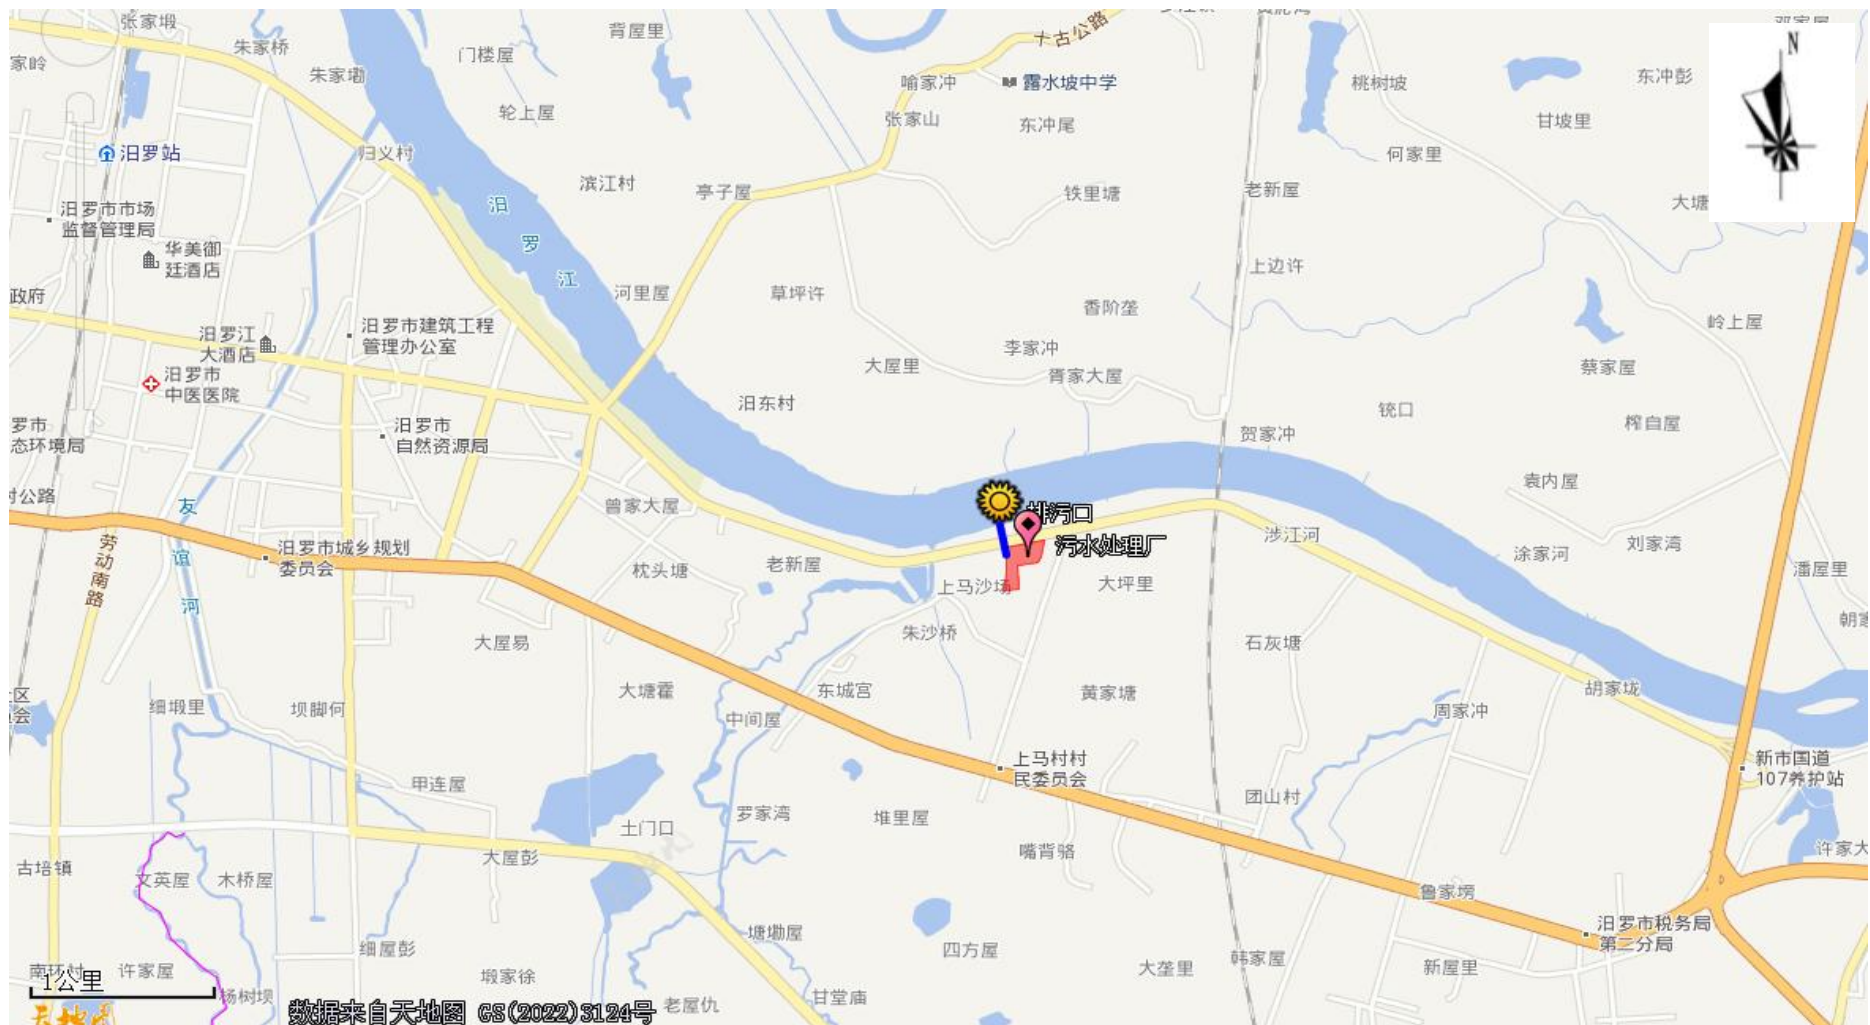 张家塅
朱家桥
家岭
朱家塅
门楼屋
背屋里
轮上屋
十古公路
喻家冲
露水坡中学
张家山
东冲尾
桃树坡
东冲彭
甘坡里
何家里
N
汨罗站
归义村
滨江村
亭子屋
铁里塘
老新屋
大塘
汨罗市市场
监督管理局
华美御
廷酒店
汨
罗
江
上边许
政府
河里屋
草坪许
香阶垄
岭上屋
汨罗江
大酒店
汨罗市建筑工程
管理办公室
李家冲
大屋里
胥家大屋
蔡家屋
汨罗市
中医医院
汨东村
铳口
榨自屋
罗市
态环境局
汨罗市
自然资源局
贺家冲
袁内屋
村公路
友
谊
河
曾家大屋
排污口
污水处理厂
涉江河
涂家河
刘家湾
潘屋里
劳动南路
汨罗市城乡规划
委员会
枕头塘
老新屋
上马沙场
大坪里
大屋易
朱沙桥
石灰塘
大塘霍
东城宫
黄家塘
胡家垅
周家冲
细塅里
坝脚何
中间屋
上马村村
民委员会
新市国道
107养护站
甲连屋
团山村
罗家湾
堆里屋
土门口
大屋彭
嘴背骆
许家大
古培镇
文英屋
木桥屋
鲁家塝
汨罗市税务局
第二分局
塘墈屋
细屋彭
四方屋
韩家屋
大垄里
新屋里
南环村
许家屋
塅家徐
1公里
杨树坝
老屋仇
甘堂庙
天地图
数据来自天地图 GS(2022)3124号